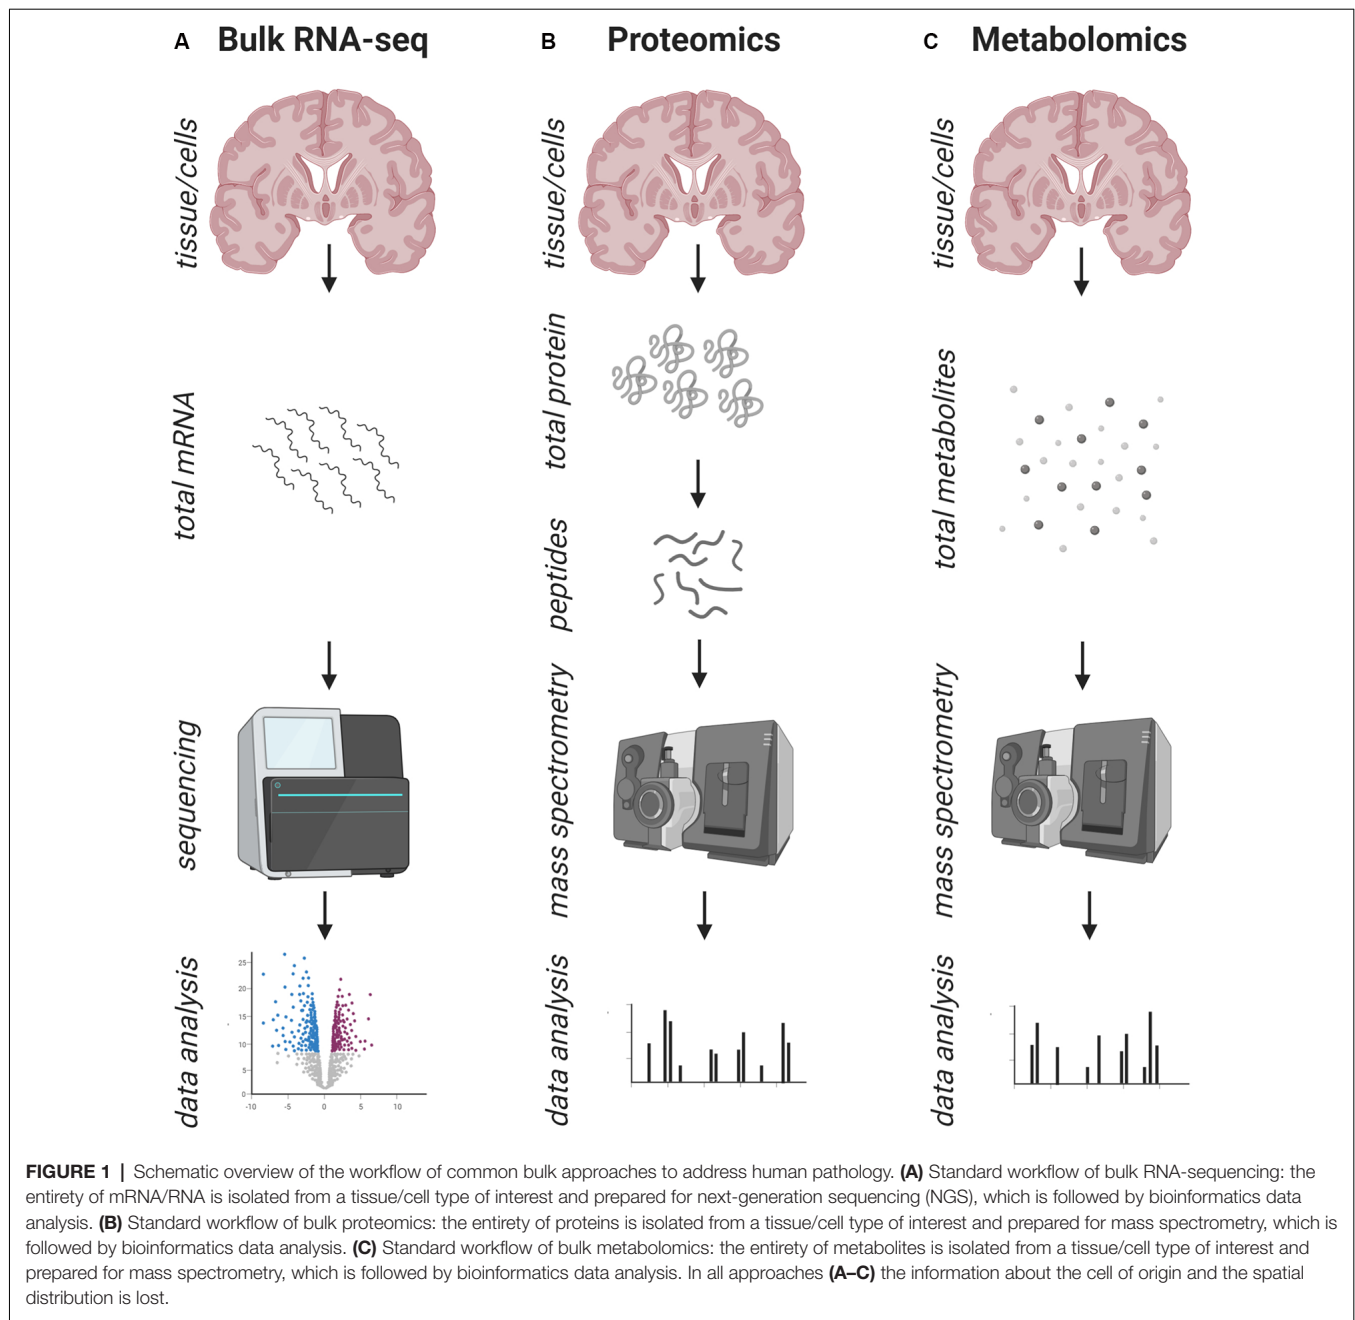 A Bulk RNA-seq
B Proteomics
C Metabolomics
tissue/cells
tissue/cells
tissue/cells
total mRNA
total protein
peptides
total metabolites
sequencing
mass spectrometry
mass spectrometry
data analysis
25
20
15
10
5
0
-10 -5 0 5 10
data analysis
data analysis
FIGURE 1 | Schematic overview of the workflow of common bulk approaches to address human pathology. (A) Standard workflow of bulk RNA-sequencing: the
entirety of mRNA/RNA is isolated from a tissue/cell type of interest and prepared for next-generation sequencing (NGS), which is followed by bioinformatics data
analysis. (B) Standard workflow of bulk proteomics: the entirety of proteins is isolated from a tissue/cell type of interest and prepared for mass spectrometry, which is
followed by bioinformatics data analysis. (C) Standard workflow of bulk metabolomics: the entirety of metabolites is isolated from a tissue/cell type of interest and
prepared for mass spectrometry, which is followed by bioinformatics data analysis. In all approaches (A–C) the information about the cell of origin and the spatial
distribution is lost.